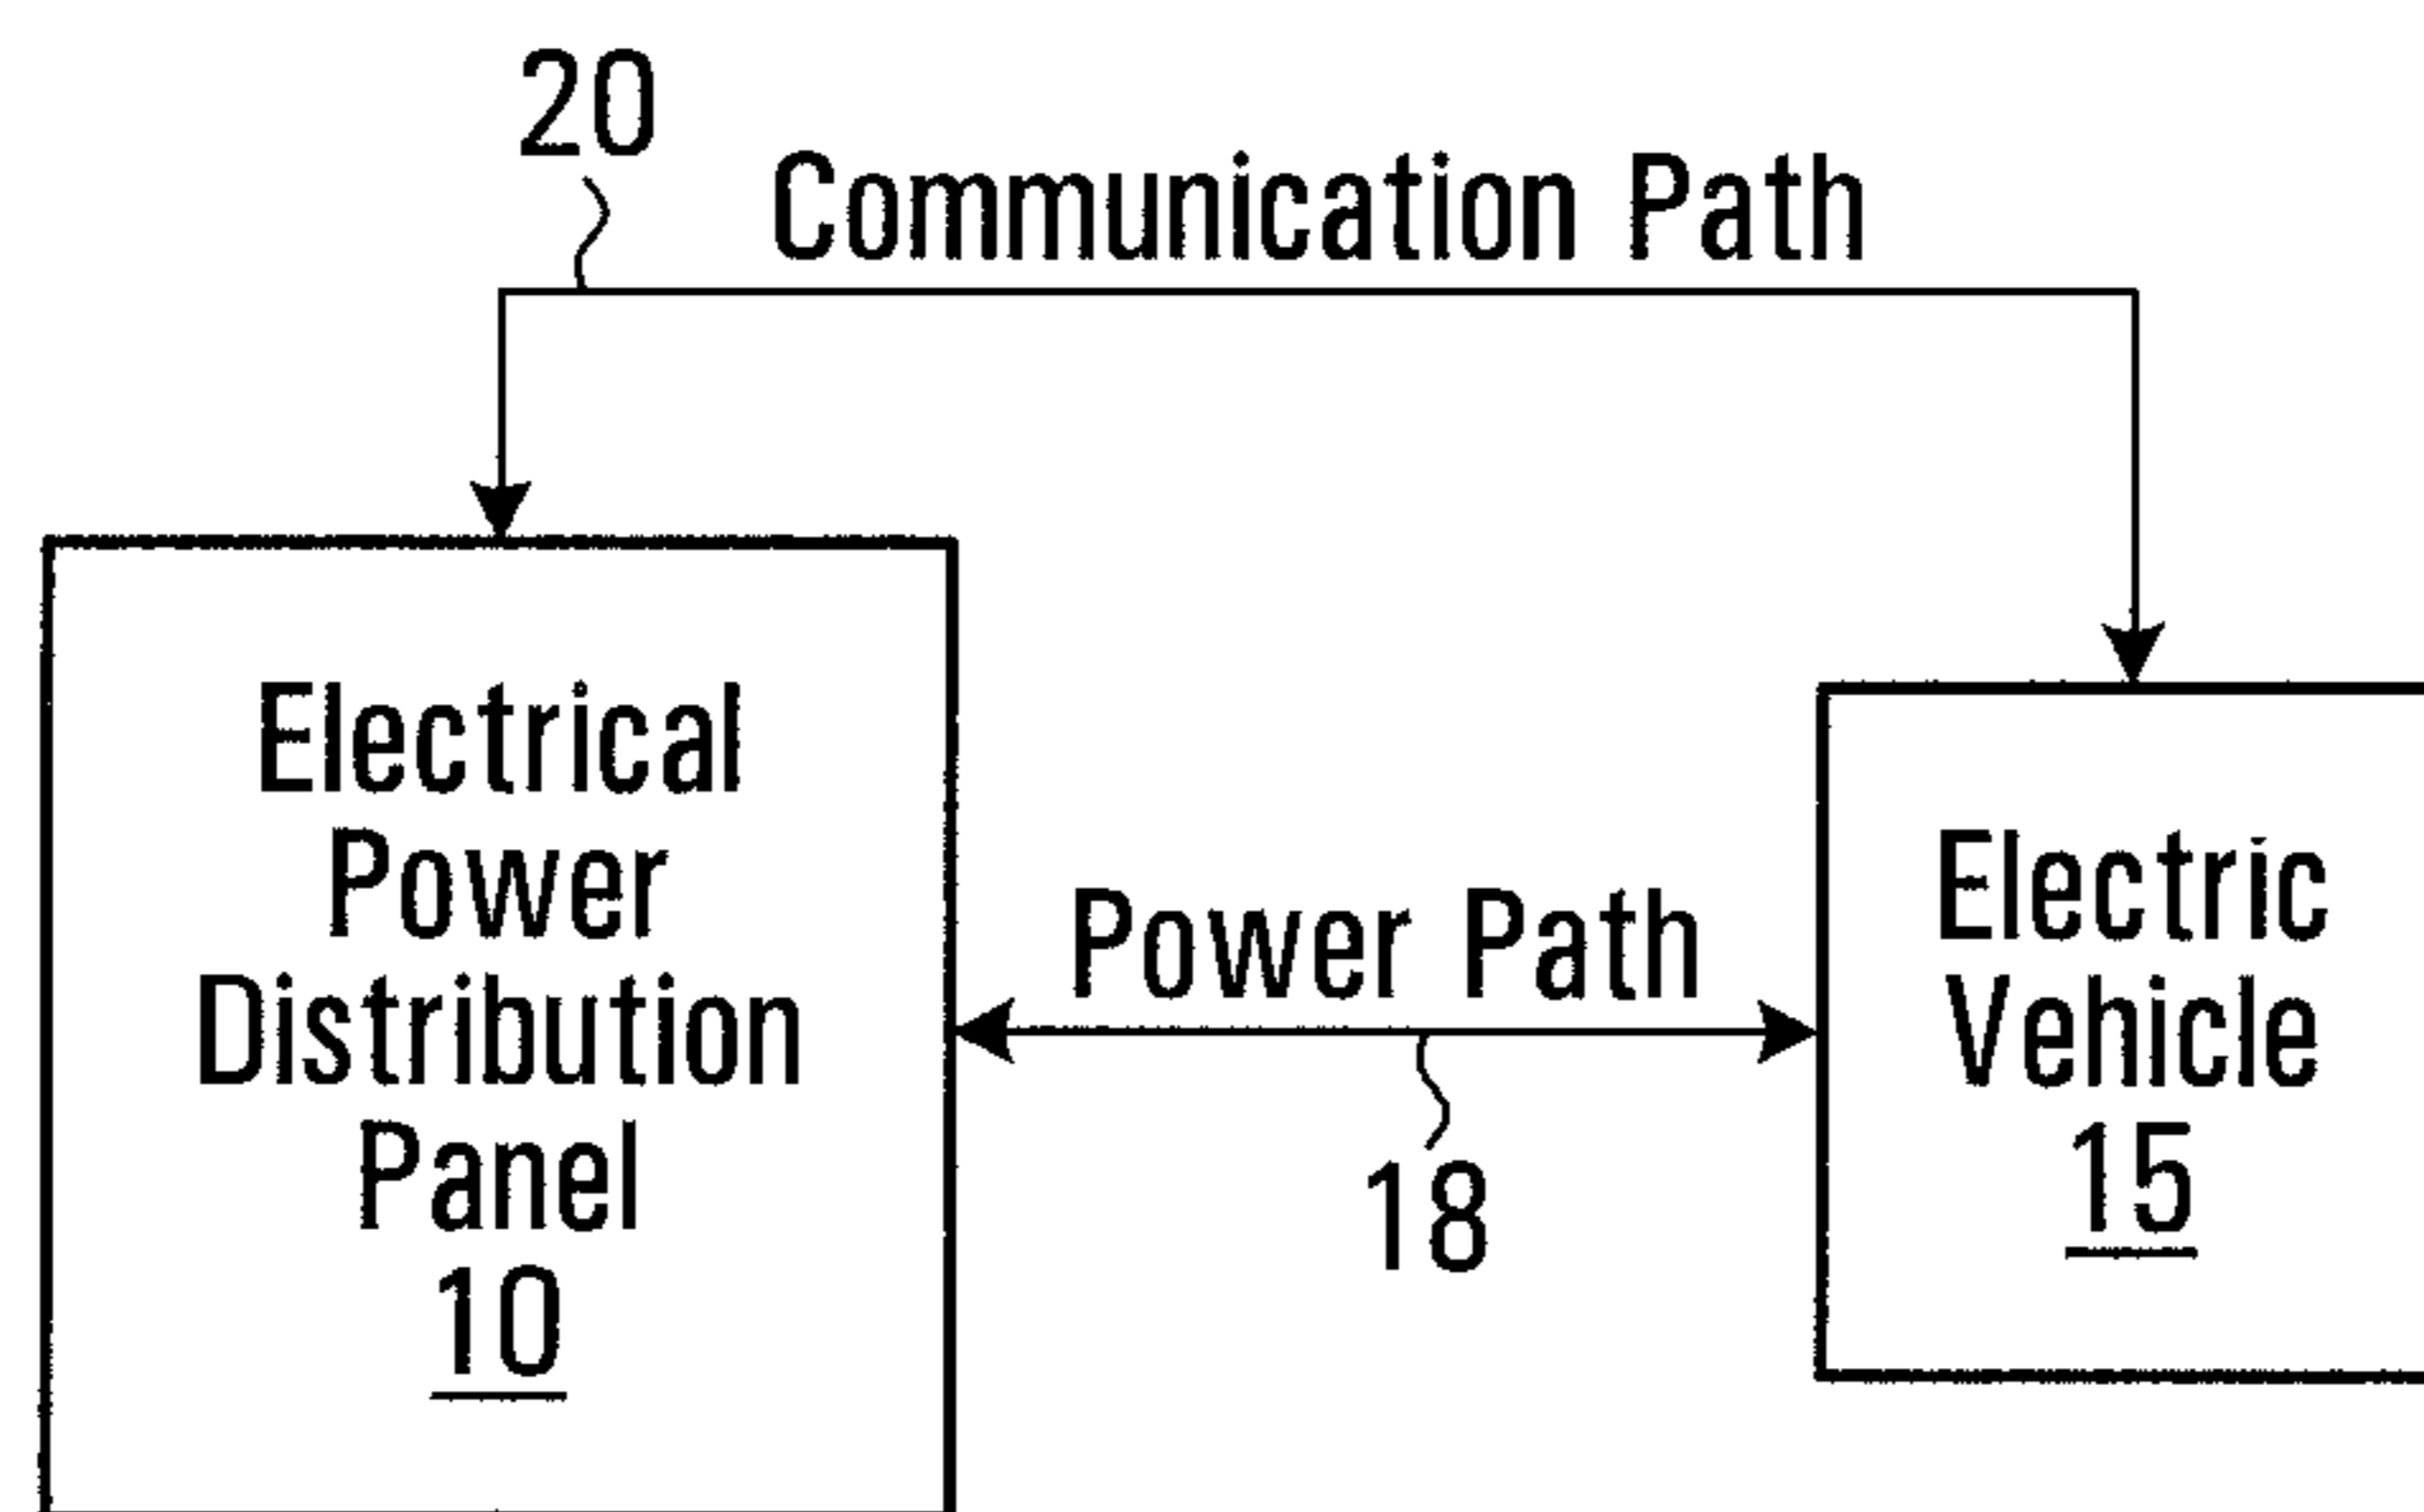 20
Communication Path
Electrical
Power
Distribution
Panel
10
Power Path
18
Electric
Vehicle
15